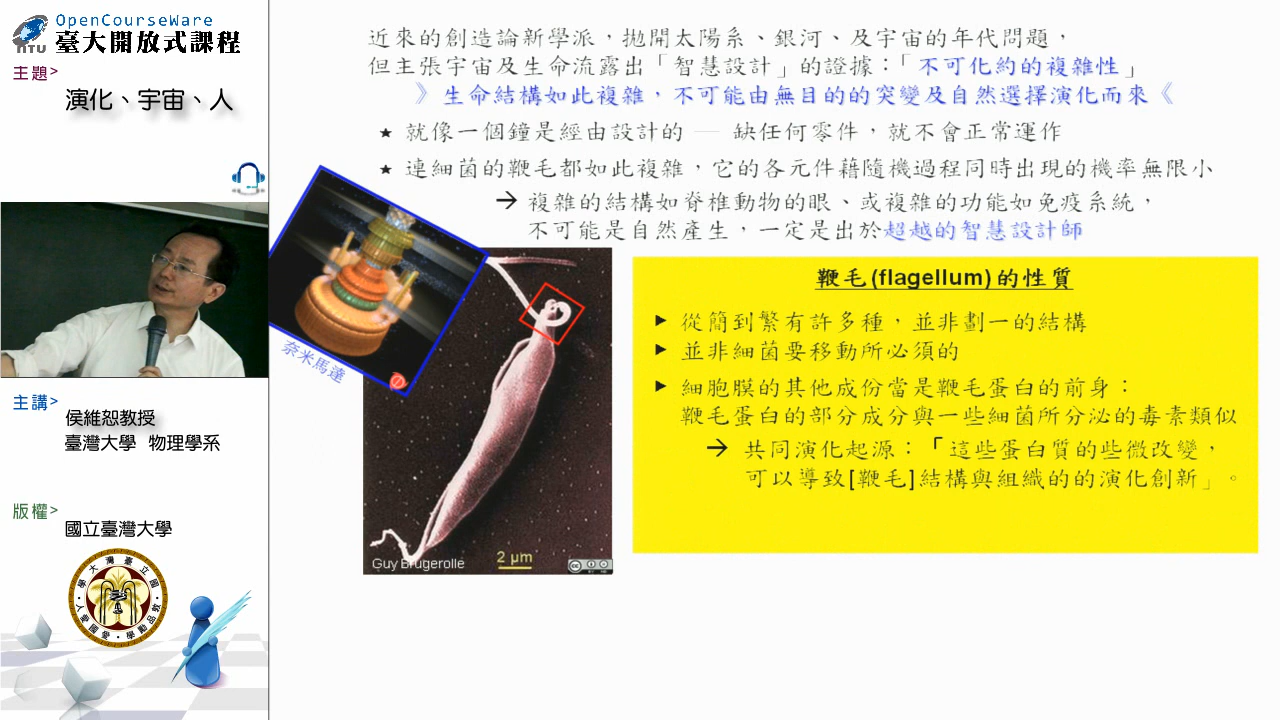 OpenCourseWare
NTU
臺大開放式課程
主題>
演化、宇宙、人
主講>
侯維恕教授
臺灣大學 物理學系
版權>
國立臺灣大學
近來的創造論新學派，拋開太陽系、銀河、及宇宙的年代問題，
但主張宇宙及生命流露出「智慧設計」的證據：「不可化約的複雜性」
》生命結構如此複雜，不可能由無目的的突變及自然選擇演化而來《
★ 就像一個鐘是經由設計的 — 缺任何零件，就不會正常運作
★ 連細菌的鞭毛都如此複雜，它的各元件藉隨機過程同時出現的機率無限小
→ 複雜的結構如脊椎動物的眼、或複雜的功能如免疫系統，
不可能是自然產生，一定是出於超越的智慧設計師
奈米馬達
Guy Brugerolle
2 μm
cc
鞭毛(flagellum)的性質
▶ 從簡到繁有許多種，並非劃一的結構
▶ 並非細菌要移動所必須的
▶ 細胞膜的其他成份當是鞭毛蛋白的前身：
鞭毛蛋白的部分成分與一些細菌所分泌的毒素類似
→ 共同演化起源：「這些蛋白質的些微改變，
可以導致[鞭毛]結構與組織的的演化創新」。